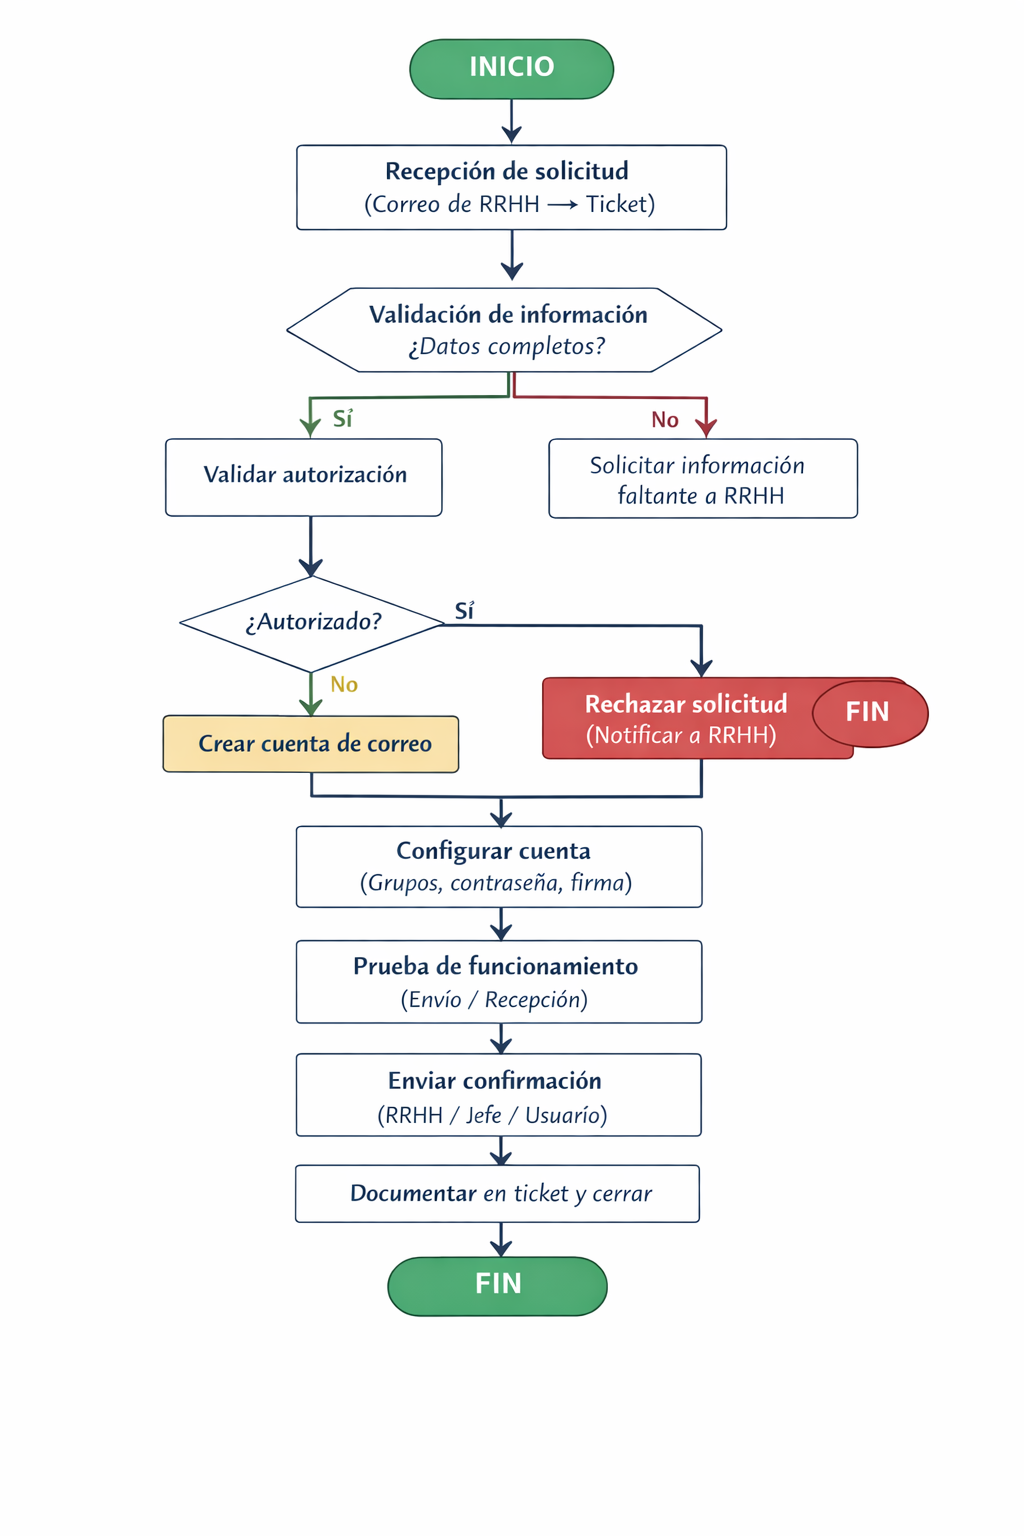 INICIO
Recepción de solicitud
(Correo de RRHH → Ticket)
Validación de información
¿Datos completos?
Sí
No
Validar autorización
Solicitar información
faltante a RRHH
¿Autorizado?
Sí
No
Crear cuenta de correo
Rechazar solicitud
(Notificar a RRHH)
FIN
Configurar cuenta
(Grupos, contraseña, firma)
Prueba de funcionamiento
(Envío / Recepción)
Enviar confirmación
(RRHH / Jefe / Usuarío)
Documentar en ticket y cerrar
FIN